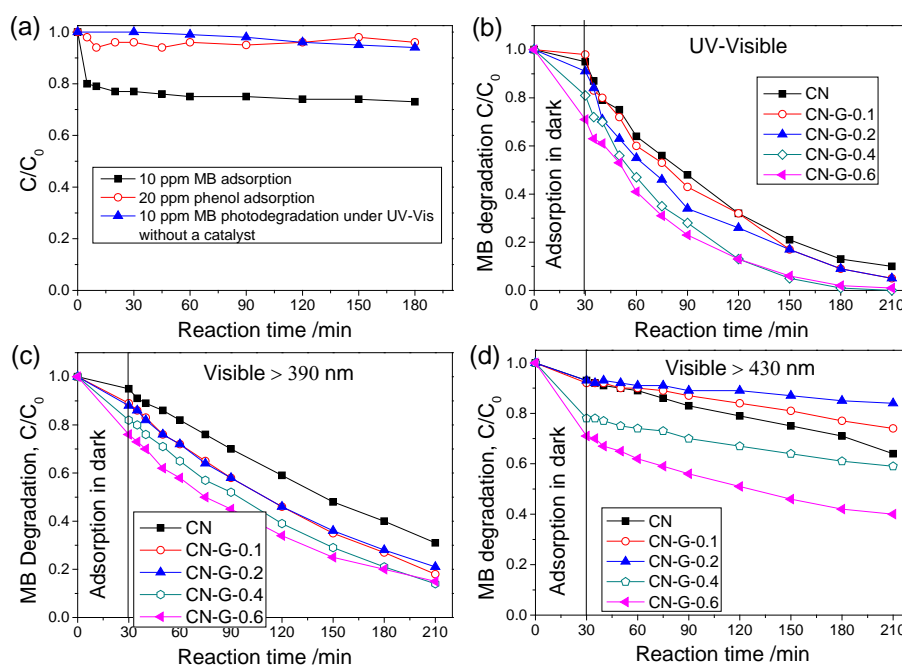 (a)
C/C0
1.0
0.8
0.6
0.4
0.2
0.0
10 ppm MB adsorption
20 ppm phenol adsorption
10 ppm MB photodegradation under UV-Vis
without a catalyst
0 30 60 90 120 150 180
Reaction time /min
(b)
UV-Visible
MB degradation C/C0
1.0
0.8
0.6
0.4
0.2
0.0
Adsorption in dark
CN
CN-G-0.1
CN-G-0.2
CN-G-0.4
CN-G-0.6
0 30 60 90 120 150 180 210
Reaction time /min
(c)
Visible > 390 nm
MB Degradation, C/C0
1.0
0.8
0.6
0.4
0.2
0.0
Adsorption in dark
CN
CN-G-0.1
CN-G-0.2
CN-G-0.4
CN-G-0.6
0 30 60 90 120 150 180 210
Reaction time /min
(d)
Visible > 430 nm
MB degradation, C/C0
1.0
0.8
0.6
0.4
0.2
0.0
Adsorption in dark
CN
CN-G-0.1
CN-G-0.2
CN-G-0.4
CN-G-0.6
0 30 60 90 120 150 180 210
Reaction time /min